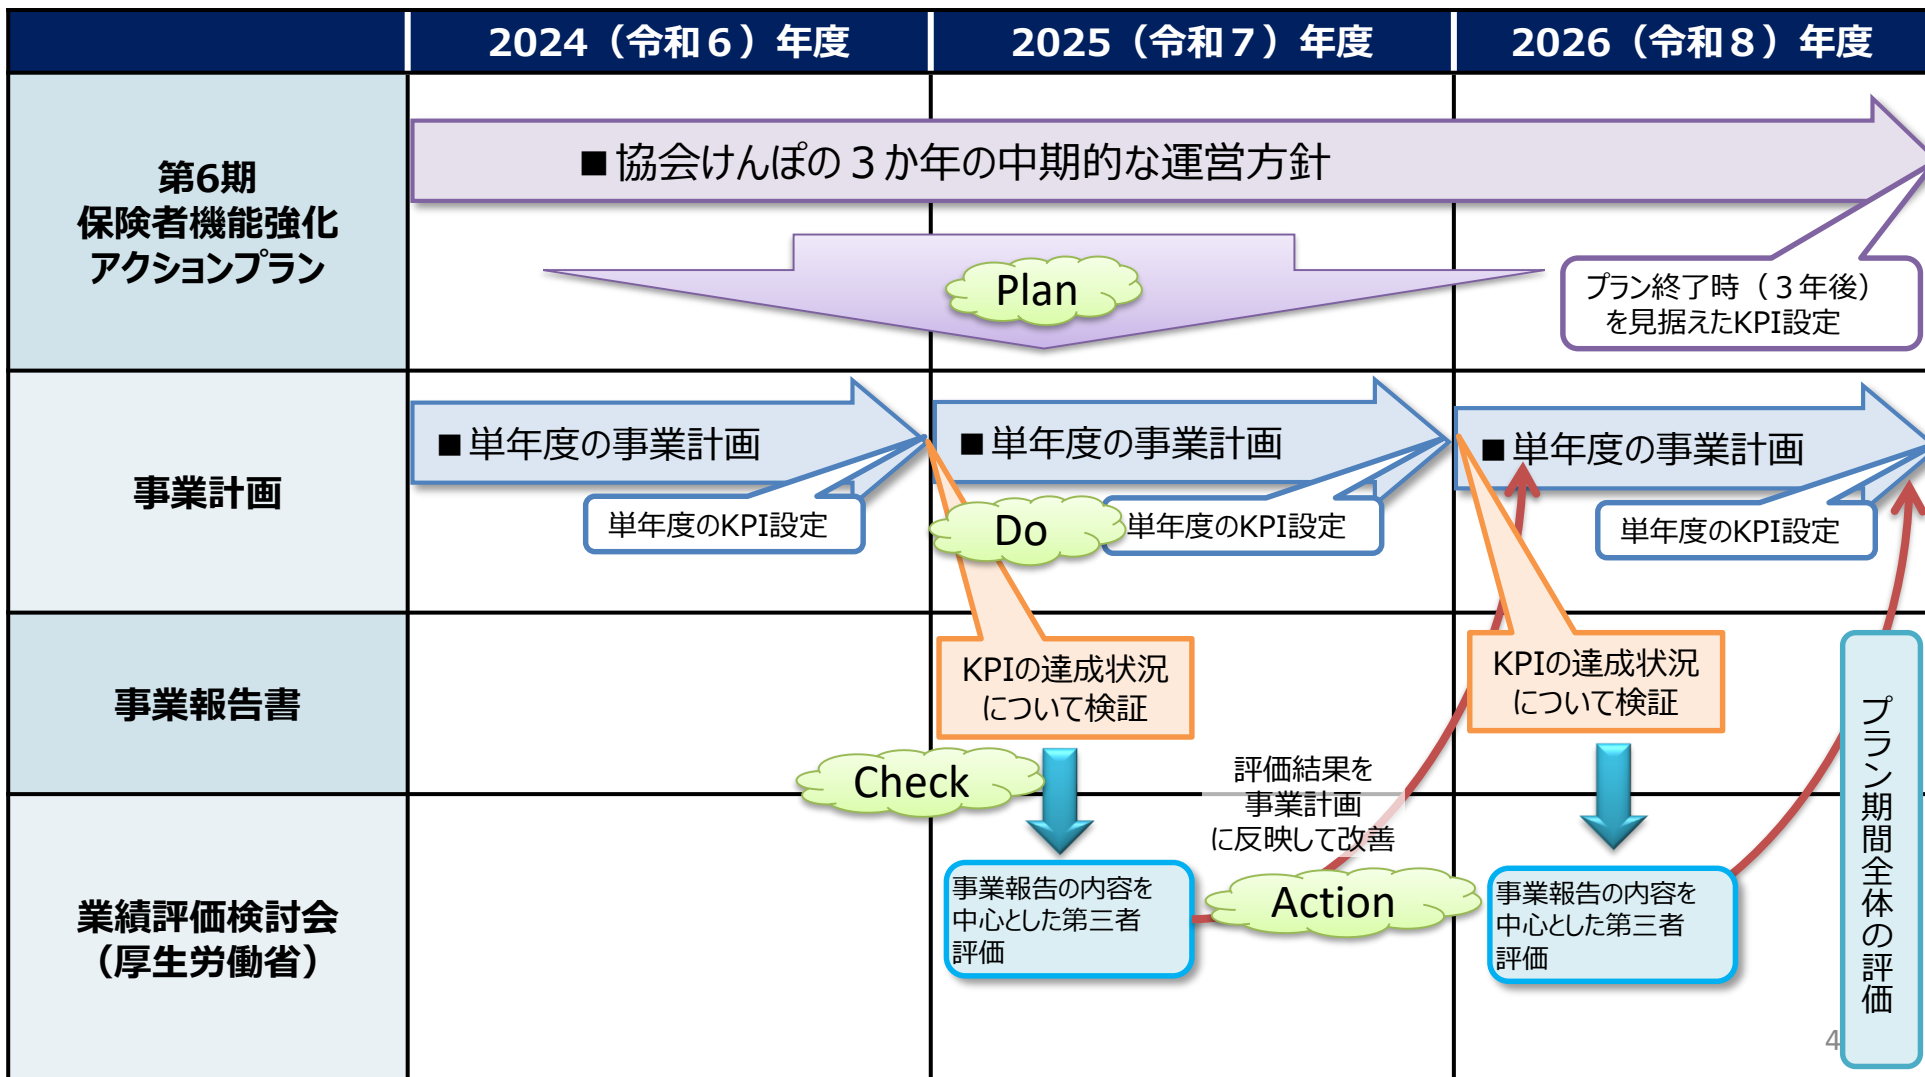 2024（令和６）年度
2025（令和７）年度
2026（令和８）年度
第6期
保険者機能強化
アクションプラン
■ 協会けんぽの３か年の中期的な運営方針
Plan
プラン終了時（３年後）
を見据えたKPI設定
事業計画
■ 単年度の事業計画
単年度のKPI設定
■ 単年度の事業計画
Do
単年度のKPI設定
■ 単年度の事業計画
単年度のKPI設定
事業報告書
KPIの達成状況
について検証
KPIの達成状況
について検証
Check
評価結果を
事業計画
に反映して改善
プラン期間全体の評価
業績評価検討会
（厚生労働省）
事業報告の内容を
中心とした第三者
評価
Action
事業報告の内容を
中心とした第三者
評価
4